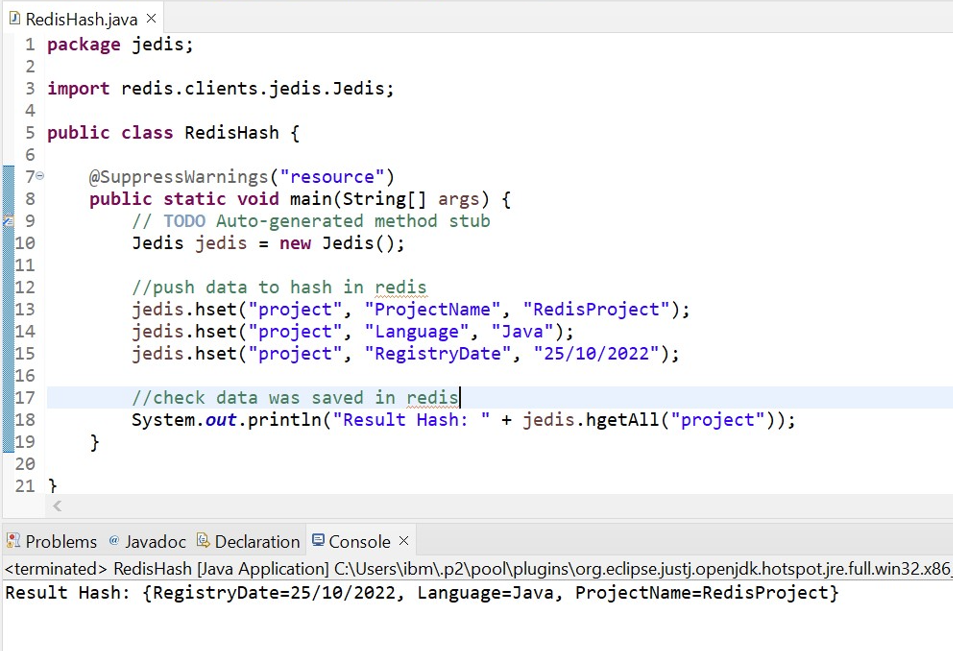 RedisHash.java
1 package jedis;
2
3 import redis.clients.jedis.Jedis;
4
5 public class RedisHash {
6
7 @SuppressWarnings("resource")
8 public static void main(String[] args) {
9 // TODO Auto-generated method stub
10 Jedis jedis = new Jedis();
11
12 //push data to hash in redis
13 jedis.hset("project", "ProjectName", "RedisProject");
14 jedis.hset("project", "Language", "Java");
15 jedis.hset("project", "RegistryDate", "25/10/2022");
16
17 //check data was saved in redis
18 System.out.println("Result Hash: " + jedis.hgetAll("project"));
19 }
20
21 }
Problems @ Javadoc Declaration Console
<terminated> RedisHash [Java Application] C:\Users\ibm\.p2\pool\plugins\org.eclipse.justj.openjdk.hotspot.jre.full.win32.x86_
Result Hash: {RegistryDate=25/10/2022, Language=Java, ProjectName=RedisProject}